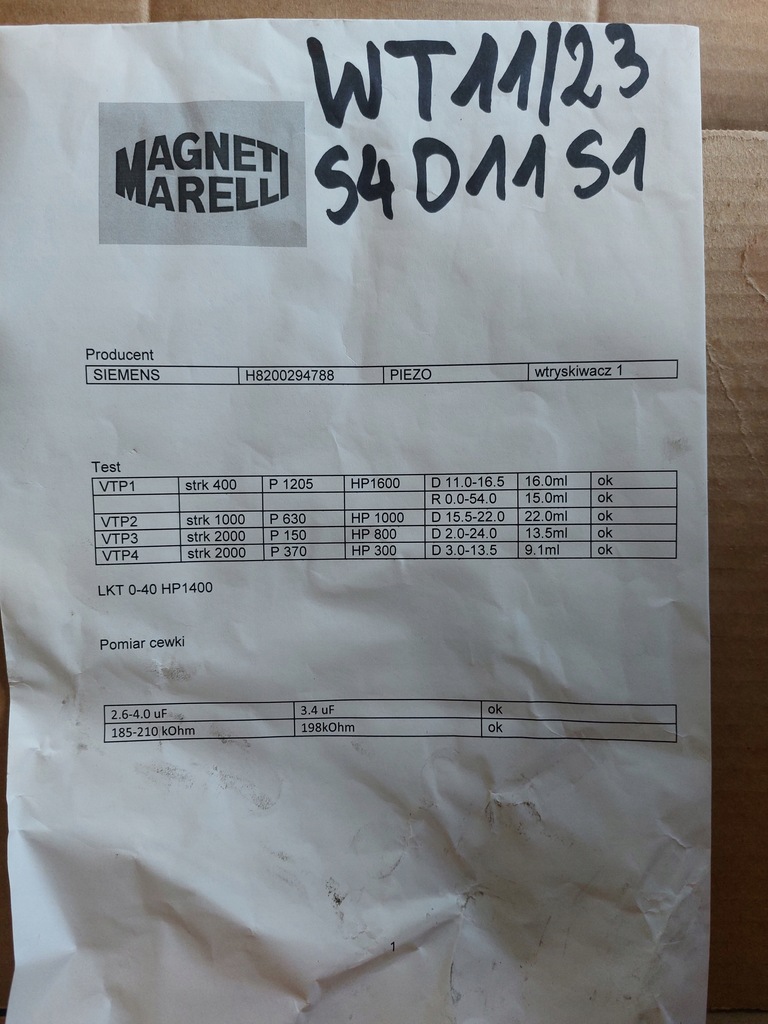 WT11/23
S4D11S1
MAGNETI
MARELLI
Producent
SIEMENS H8200294788 PIEZO wtryskiwacz 1
Test
VTP1 strk 400 P 1205 HP1600 D 11.0-16.5 16.0ml ok
R 0.0-54.0 15.0ml ok
VTP2 strk 1000 P 630 HP 1000 D 15.5-22.0 22.0ml ok
VTP3 strk 2000 P 150 HP 800 D 2.0-24.0 13.5ml ok
VTP4 strk 2000 P 370 HP 300 D 3.0-13.5 9.1ml ok
LKT 0-40 HP1400
Pomiar cewki
2.6-4.0 uF 3.4 uF ok
185-210 kOhm 198kOhm ok
1